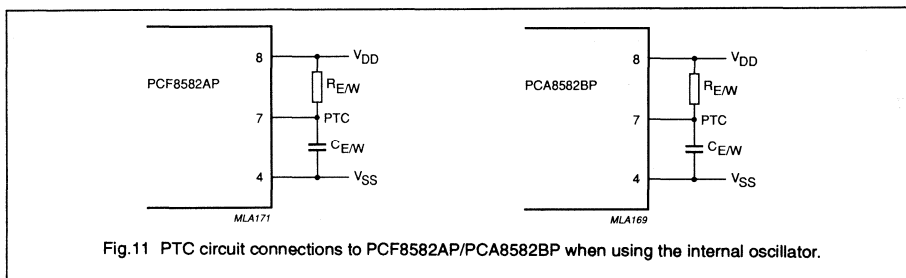 PCF8582AP
8
V_DD
R_E/W
7
PTC
C_E/W
4
V_SS
MLA171
PCA8582BP
8
V_DD
R_E/W
7
PTC
C_E/W
4
V_SS
MLA169
Fig.11 PTC circuit connections to PCF8582AP/PCA8582BP when using the internal oscillator.